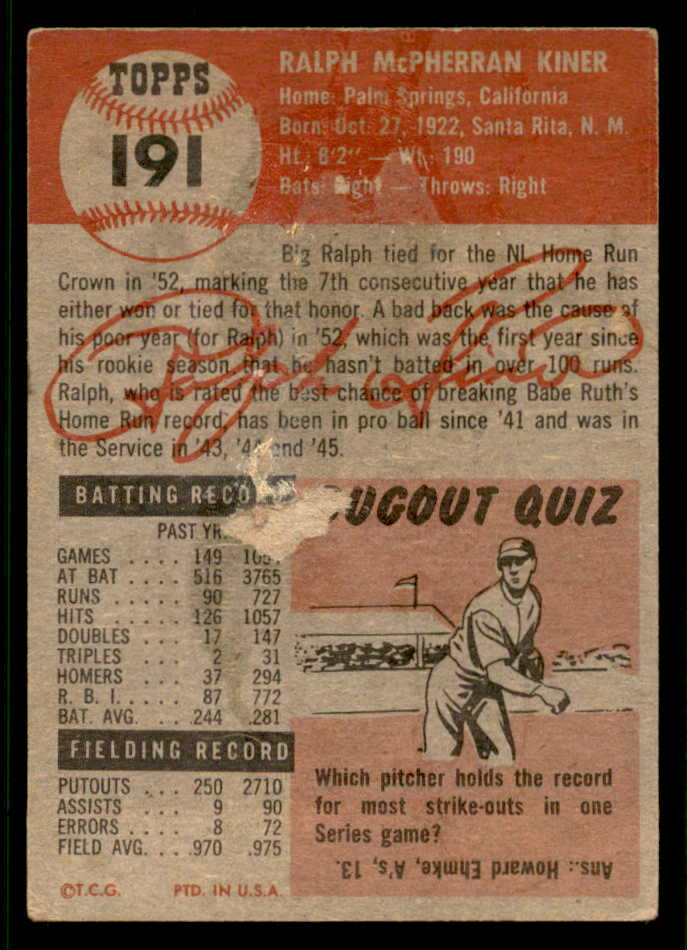 TOPPS
191
RALPH McPHERRAN KINER
Home: Palm Springs, California
Born: Oct. 27, 1922, Santa Rita, N. M.
Ht.: 6'2" — Wt.: 190
Bats: Right — Throws: Right
Big Ralph tied for the NL Home Run
Crown in '52, marking the 7th consecutive year that he has
either won or tied for that honor. A bad back was the cause of
his poor year (for Ralph) in '52, which was the first year since
his rookie season that he hasn't batted in over 100 runs.
Ralph, who is rated the best chance of breaking Babe Ruth's
Home Run record, has been in pro ball since '41 and was in
the Service in '43, '44 and '45.
Ralph Kiner
BATTING RECORD
PAST YR.
GAMES . . . . 149
AT BAT . . . . 516 3765
RUNS . . . . . 90 727
HITS . . . . . 126 1057
DOUBLES . . . 17 147
TRIPLES . . . 2 31
HOMERS . . . 37 294
R. B. I. . . . . 87 772
BAT. AVG. . . .244 .281
FIELDING RECORD
PUTOUTS . . . 250 2710
ASSISTS . . . 9 90
ERRORS . . . . 8 72
FIELD AVG. . . .970 .975
©T.C.G. PTD. IN U.S.A.
DUGOUT QUIZ
Which pitcher holds the record
for most strike-outs in one
Series game?
Ans.: Howard Ehmke, A's, 13.